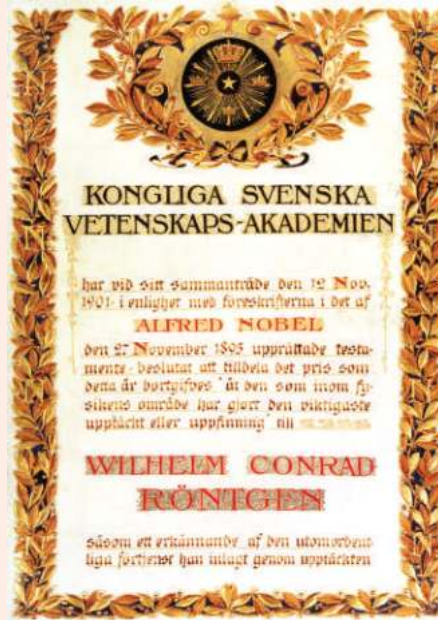 KONGLIGA SVENSKA
VETENSKAPS-AKADEMIEN
har vid sitt sammanträde den 12 Nov.
1901 i enlighet med föreskrifterna i det af
ALFRED NOBEL
den 27 November 1895 upprättade testa-
mente beslutat att tilldela det pris som
detta år bortgifves "åt den som inom fy-
sikens område har gjort den viktigaste
upptäckt eller uppfinning" till
WILHELM CONRAD
RÖNTGEN
såsom ett erkännande af den utomordent-
liga förtjenst han inlagt genom upptäckten